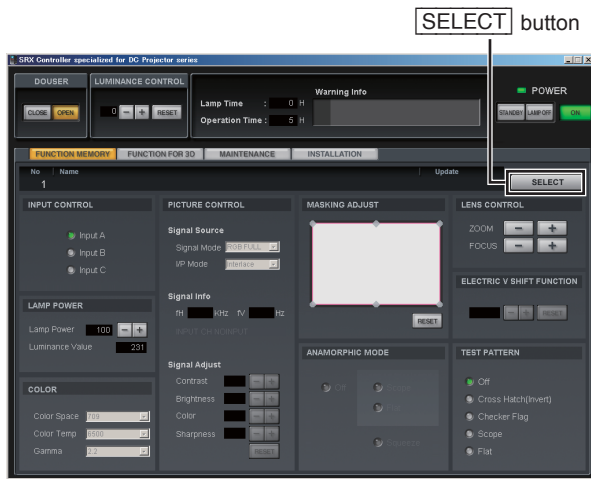 SELECT button
SRX Controller specialized for DC Projector series
DOUSER
CLOSE OPEN
LUMINANCE CONTROL
0 - + RESET
Lamp Time : 0 H
Operation Time : 5 H
Warning Info
POWER
STANDBY LAMP OFF ON
FUNCTION MEMORY FUNCTION FOR 3D MAINTENANCE INSTALLATION
No Name Update
1 SELECT
INPUT CONTROL
Input A
Input B
Input C
LAMP POWER
Lamp Power 100 - +
Luminance Value 231
COLOR
Color Space 709
Color Temp 6500
Gamma 2.2
PICTURE CONTROL
Signal Source
Signal Mode RGB FULL
I/P Mode Interlace
Signal Info
fH KHz fV Hz
INPUT CH NOINPUT
Signal Adjust
Contrast - +
Brightness - +
Color - +
Sharpness - +
RESET
MASKING ADJUST
RESET
ANAMORPHIC MODE
Off Scope
Flat
Squeeze
LENS CONTROL
ZOOM - +
FOCUS - +
ELECTRIC V SHIFT FUNCTION
- + RESET
TEST PATTERN
Off
Cross Hatch(Invert)
Checker Flag
Scope
Flat